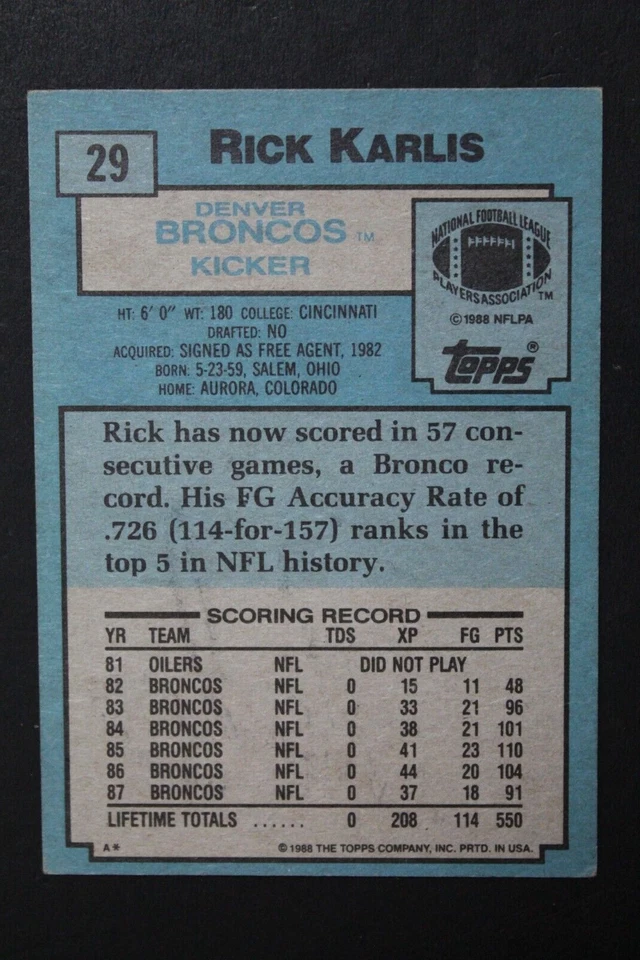 29
RICK KARLIS
DENVER
BRONCOS TM
KICKER
NATIONAL FOOTBALL LEAGUE
PLAYERS ASSOCIATION TM
© 1988 NFLPA
topps®
HT: 6' 0" WT: 180 COLLEGE: CINCINNATI
DRAFTED: NO
ACQUIRED: SIGNED AS FREE AGENT, 1982
BORN: 5-23-59, SALEM, OHIO
HOME: AURORA, COLORADO
Rick has now scored in 57 con-
secutive games, a Bronco re-
cord. His FG Accuracy Rate of
.726 (114-for-157) ranks in the
top 5 in NFL history.
SCORING RECORD
YR TEAM TDS XP FG PTS
81 OILERS NFL DID NOT PLAY
82 BRONCOS NFL 0 15 11 48
83 BRONCOS NFL 0 33 21 96
84 BRONCOS NFL 0 38 21 101
85 BRONCOS NFL 0 41 23 110
86 BRONCOS NFL 0 44 20 104
87 BRONCOS NFL 0 37 18 91
LIFETIME TOTALS ...... 0 208 114 550
A* © 1988 THE TOPPS COMPANY, INC. PRTD. IN USA.